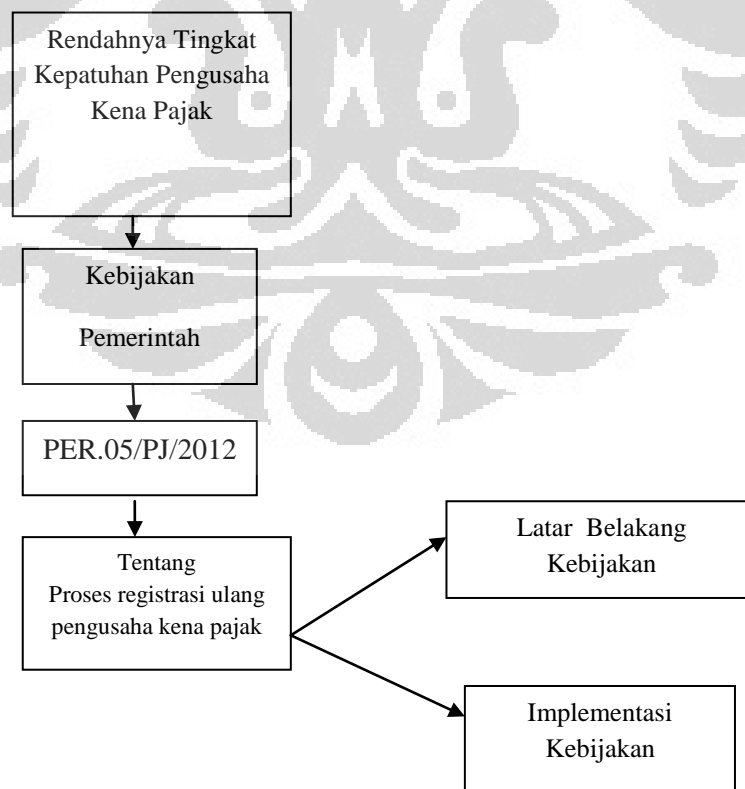 Rendahnya Tingkat
Kepatuhan Pengusaha
Kena Pajak
Kebijakan
Pemerintah
PER.05/PJ/2012
Tentang
Proses registrasi ulang
pengusaha kena pajak
Latar Belakang
Kebijakan
Implementasi
Kebijakan